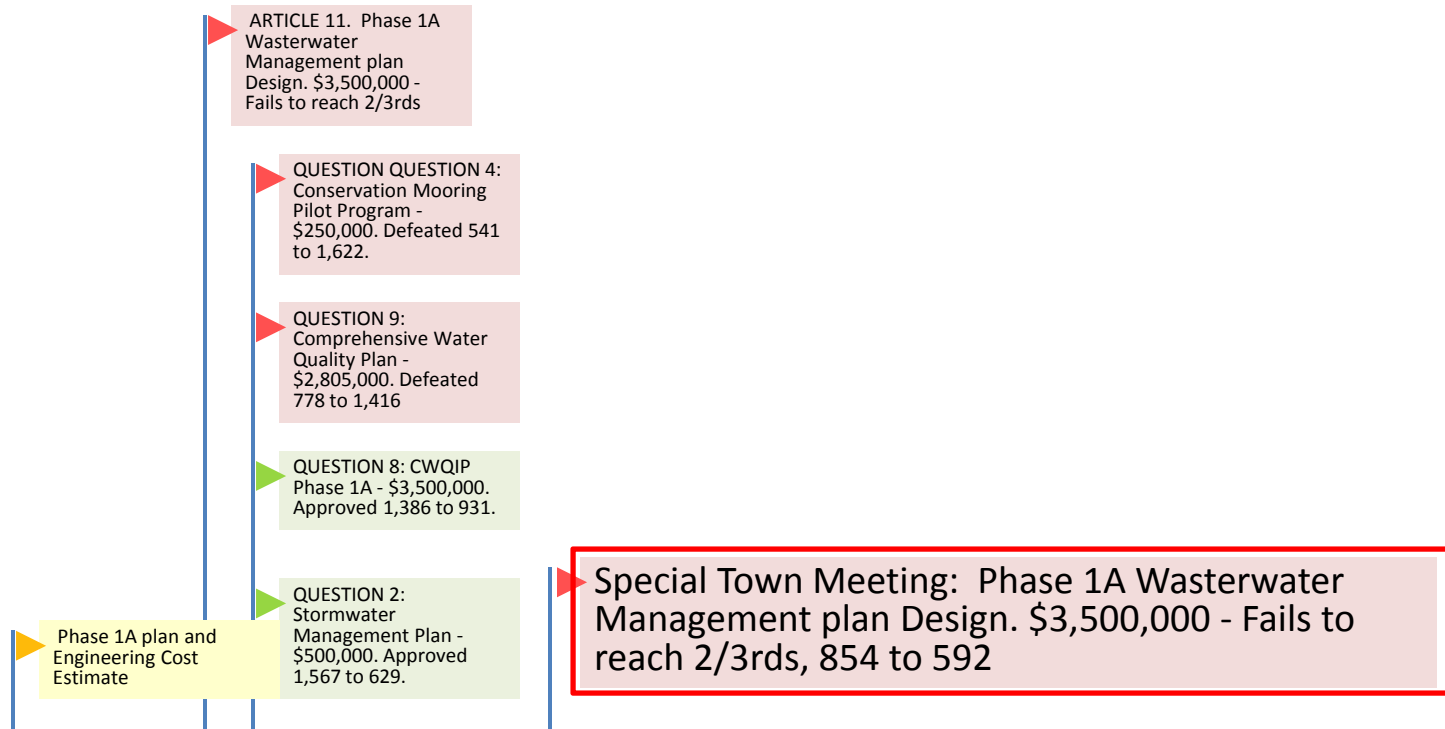 ARTICLE 11.  Phase 1A
Wasterwater
Management plan
Design. $3,500,000 -
Fails to reach 2/3rds
QUESTION QUESTION 4:
Conservation Mooring
Pilot Program -
$250,000. Defeated 541
to 1,622.
QUESTION 9:
Comprehensive Water
Quality Plan -
$2,805,000. Defeated
778 to 1,416
QUESTION 8: CWQIP
Phase 1A - $3,500,000.
Approved 1,386 to 931.
QUESTION 2:
Stormwater
Management Plan -
$500,000. Approved
1,567 to 629.
Phase 1A plan and
Engineering Cost
Estimate
Special Town Meeting:  Phase 1A Wasterwater
Management plan Design. $3,500,000 - Fails to
reach 2/3rds, 854 to 592